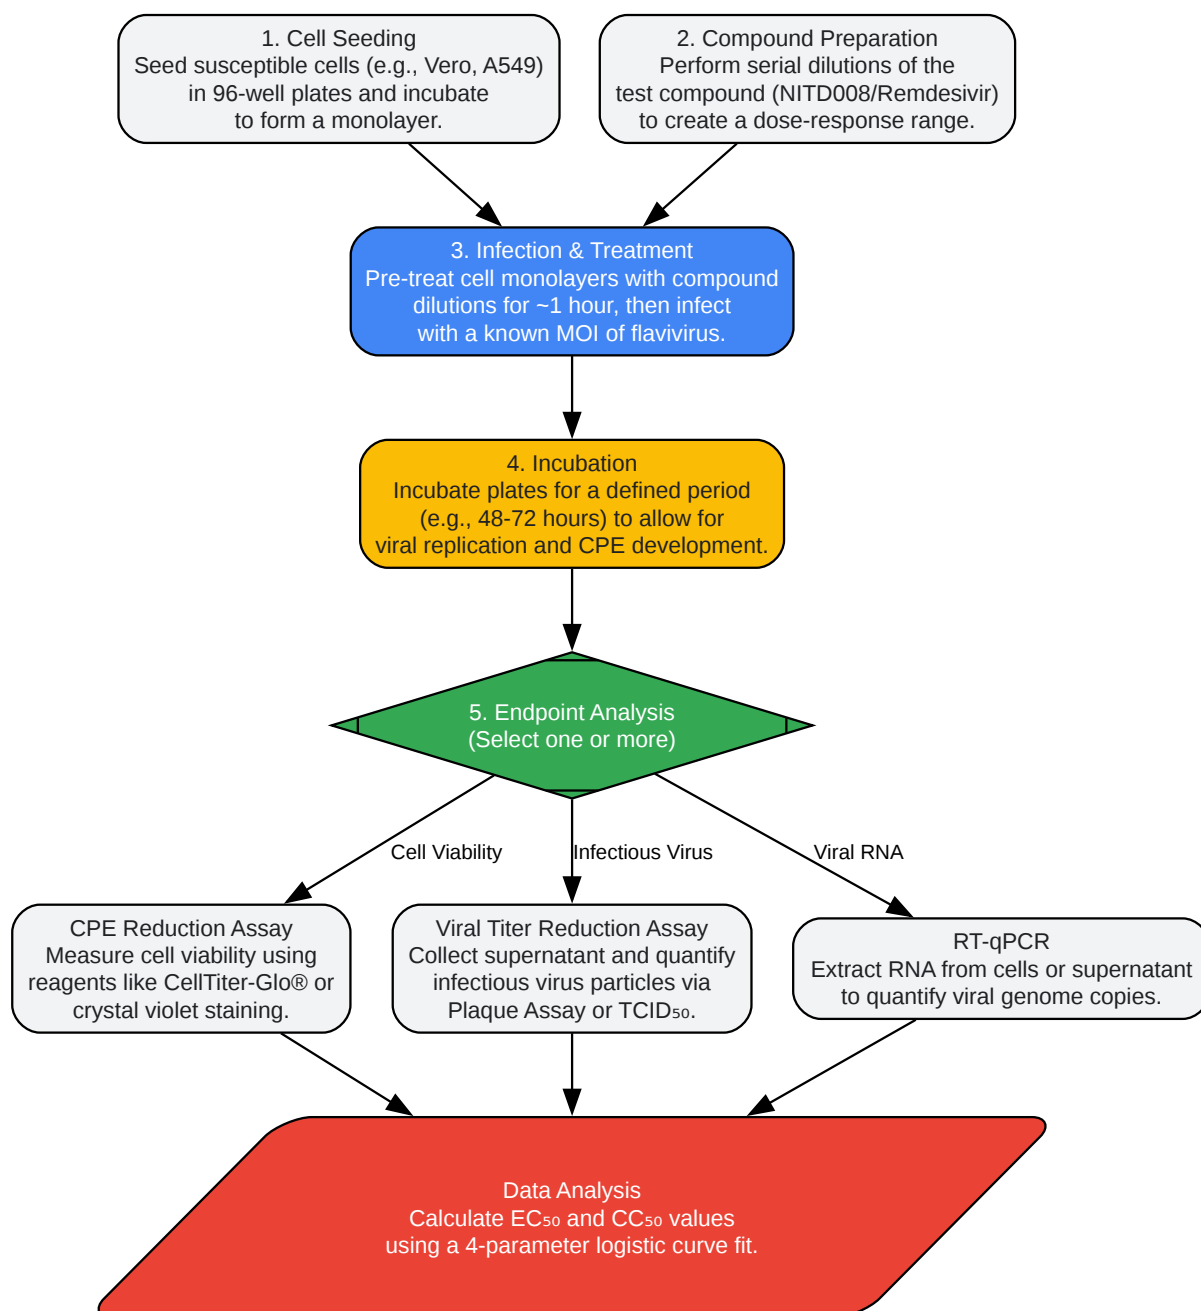 1. Cell Seeding
Seed susceptible cells (e.g., Vero, A549)
in 96-well plates and incubate
to form a monolayer.
2. Compound Preparation
Perform serial dilutions of the
test compound (NITD008/Remdesivir)
to create a dose-response range.
3. Infection & Treatment
Pre-treat cell monolayers with compound
dilutions for ~1 hour, then infect
with a known MOI of flavivirus.
4. Incubation
Incubate plates for a defined period
(e.g., 48-72 hours) to allow for
viral replication and CPE development.
5. Endpoint Analysis
(Select one or more)
Cell Viability
Infectious Virus
Viral RNA
CPE Reduction Assay
Measure cell viability using
reagents like CellTiter-Glo® or
crystal violet staining.
Viral Titer Reduction Assay
Collect supernatant and quantify
infectious virus particles via
Plaque Assay or TCID₅₀.
RT-qPCR
Extract RNA from cells or supernatant
to quantify viral genome copies.
Data Analysis
Calculate EC₅₀ and CC₅₀ values
using a 4-parameter logistic curve fit.